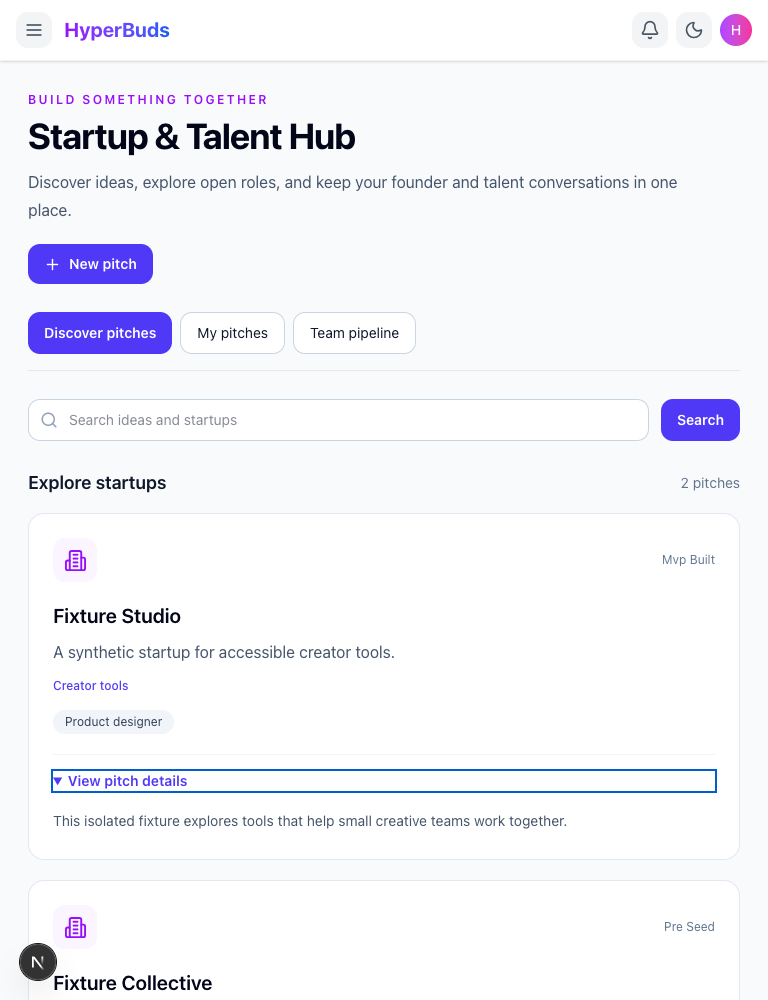 HyperBuds
H
BUILD SOMETHING TOGETHER
Startup & Talent Hub
Discover ideas, explore open roles, and keep your founder and talent conversations in one
place.
New pitch
Discover pitches
My pitches
Team pipeline
Search ideas and startups
Search
Explore startups
2 pitches
Mvp Built
Fixture Studio
A synthetic startup for accessible creator tools.
Creator tools
Product designer
View pitch details
This isolated fixture explores tools that help small creative teams work together.
Pre Seed
N
Fixture Collective